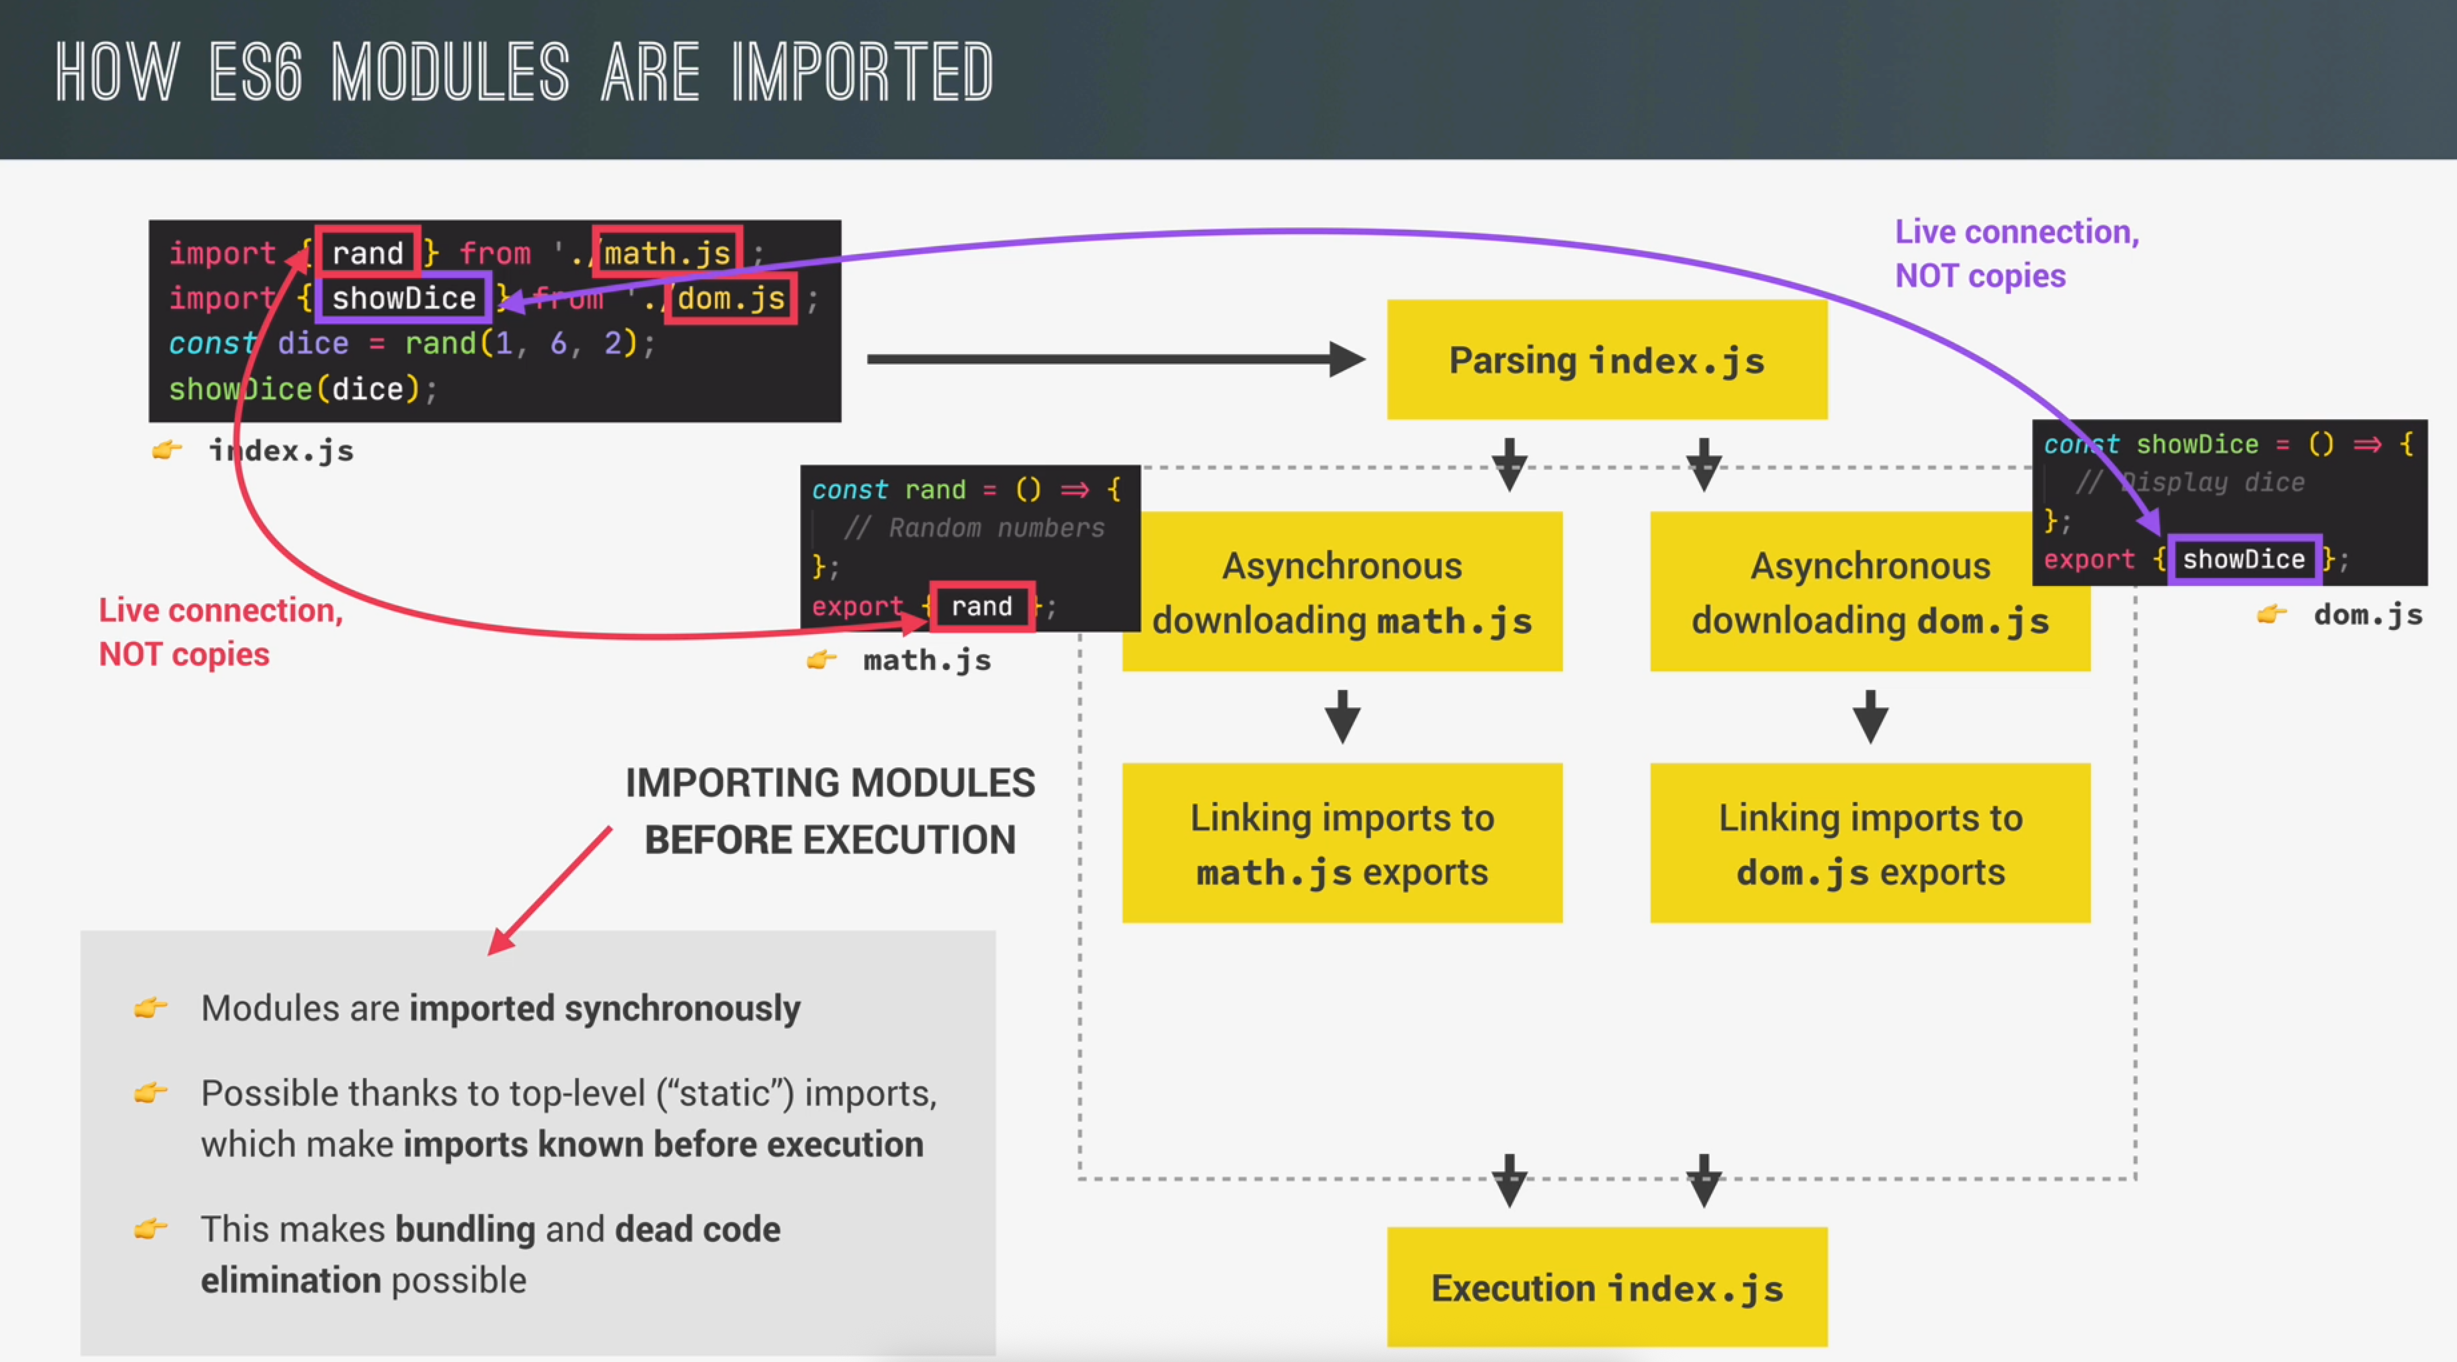 HOW ES6 MODULES ARE IMPORTED
import { rand } from './math.js ;
import { showDice } from './dom.js ;
const dice = rand(1, 6, 2);
showDice(dice);
👉 index.js
Live connection,
NOT copies
Parsing index.js
const rand = () => {
// Random numbers
};
export { rand };
👉 math.js
Live connection,
NOT copies
const showDice = () => {
// Display dice
};
export { showDice };
👉 dom.js
Asynchronous
downloading math.js
Asynchronous
downloading dom.js
Linking imports to
math.js exports
Linking imports to
dom.js exports
Execution index.js
IMPORTING MODULES
BEFORE EXECUTION
👉 Modules are imported synchronously
👉 Possible thanks to top-level (“static”) imports,
which make imports known before execution
👉 This makes bundling and dead code
elimination possible